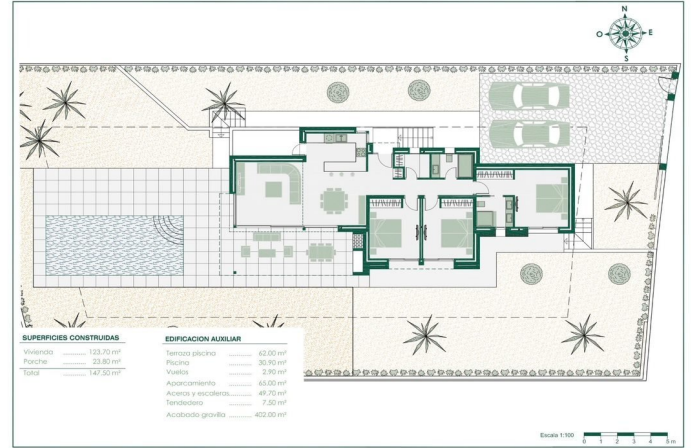 N
O E
S
SUPERFICIES CONSTRUIDAS
Vivienda ........... 123.70 m²
Porche ........... 23.80 m²
Total ........... 147.50 m²
EDIFICACION AUXILIAR
Terraza piscina ........... 62.00 m²
Piscina ........... 30.90 m²
Vuelos ........... 2.90 m²
Aparcamiento ........... 65.00 m²
Aceras y escaleras........... 49.70 m²
Tendedero ........... 7.50 m²
Acabado gravilla ........... 402.00 m²
Escala 1:100
0 1 2 3 4 5 m